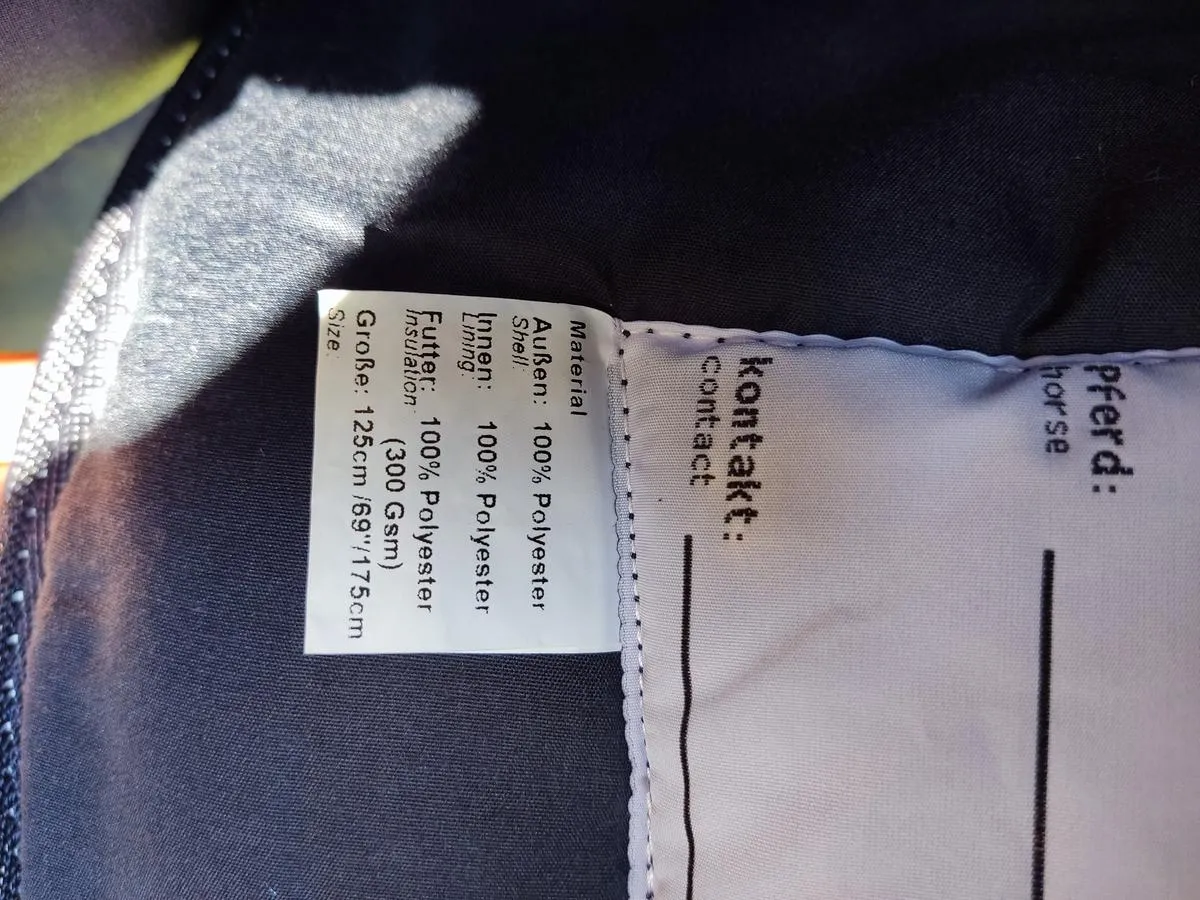 Pferd:
horse
kontakt:
contact
Material
Außen: 100% Polyester
Shell:
Innen: 100% Polyester
Lining:
Futter: 100% Polyester
Insulation: (300 Gsm)
Größe: 125cm /69"/175cm
Size: